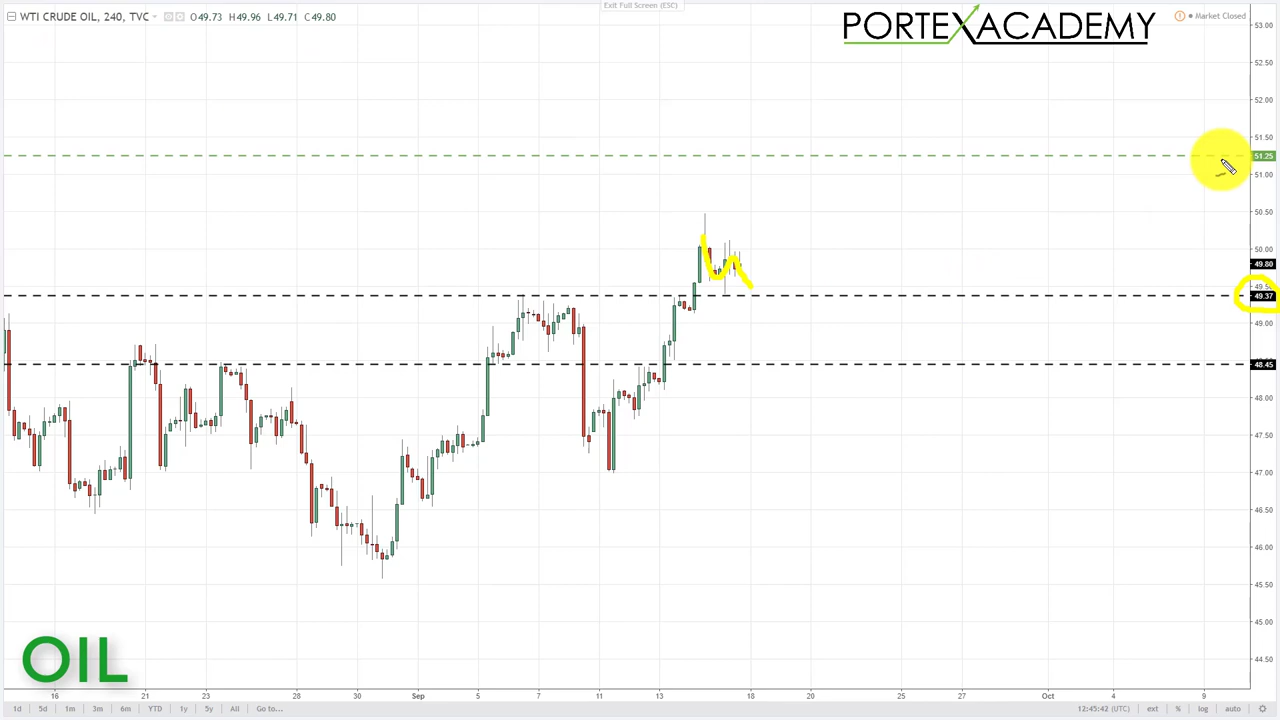 Exit Full Screen (ESC)
WTI CRUDE OIL, 240, TVC O49.73 H49.96 L49.71 C49.80
PORTEXACADEMY
Market Closed
53.00
52.50
52.00
51.50
51.25
51.00
50.50
50.00
49.80
49.37
49.00
48.45
48.00
47.50
47.00
46.50
46.00
45.50
45.00
44.50
OIL
16 21 23 28 30 Sep 5 7 11 13 18 20 25 27 Oct 4 9
1d 5d 1m 3m 6m YTD 1y 5y All Go to... 12:45:42 (UTC) ext % log auto